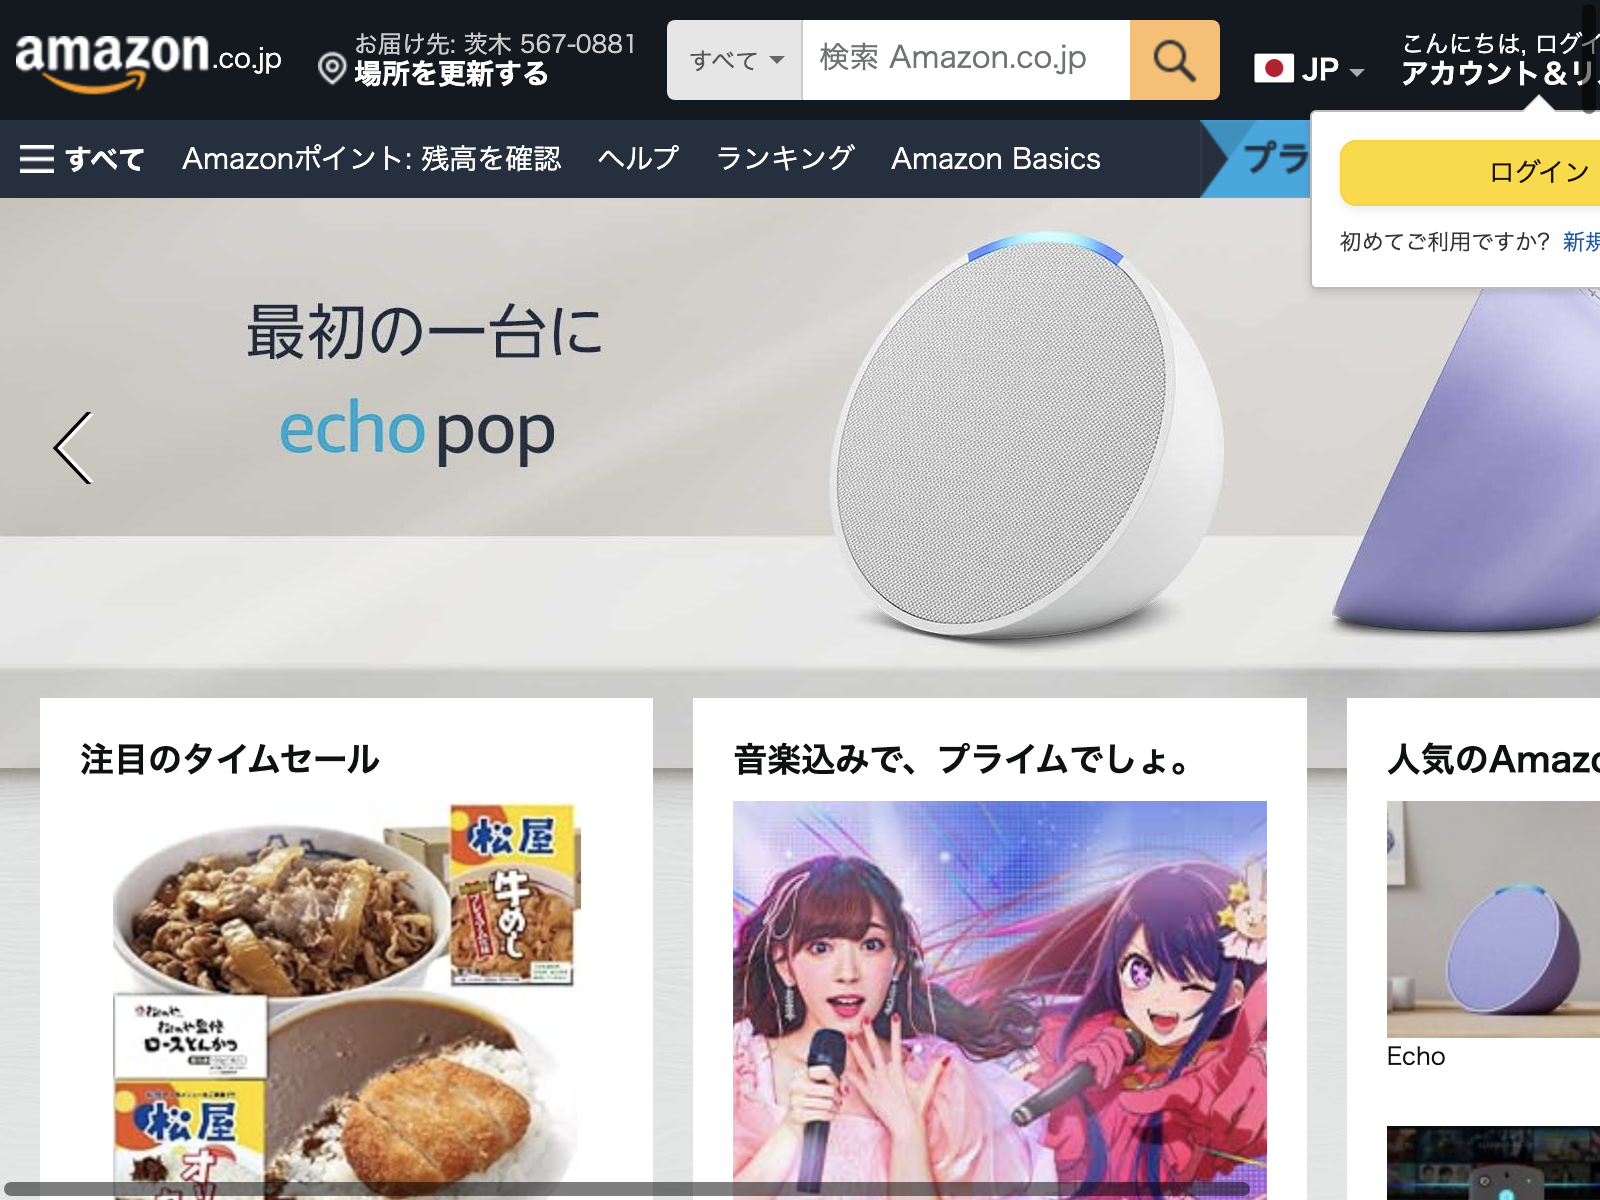 amazon.co.jp
お届け先: 茨木 567-0881
場所を更新する
すべて
検索 Amazon.co.jp
JP
こんにちは, ログイ
アカウント&リ
すべて
Amazonポイント: 残高を確認
ヘルプ
ランキング
Amazon Basics
プラ
ログイン
初めてご利用ですか? 新規
最初の一台に
echo pop
注目のタイムセール
松屋
牛めし
松のや監修
ロースとんかつ
松屋
オリ
音楽込みで、プライムでしょ。
人気のAmazo
Echo